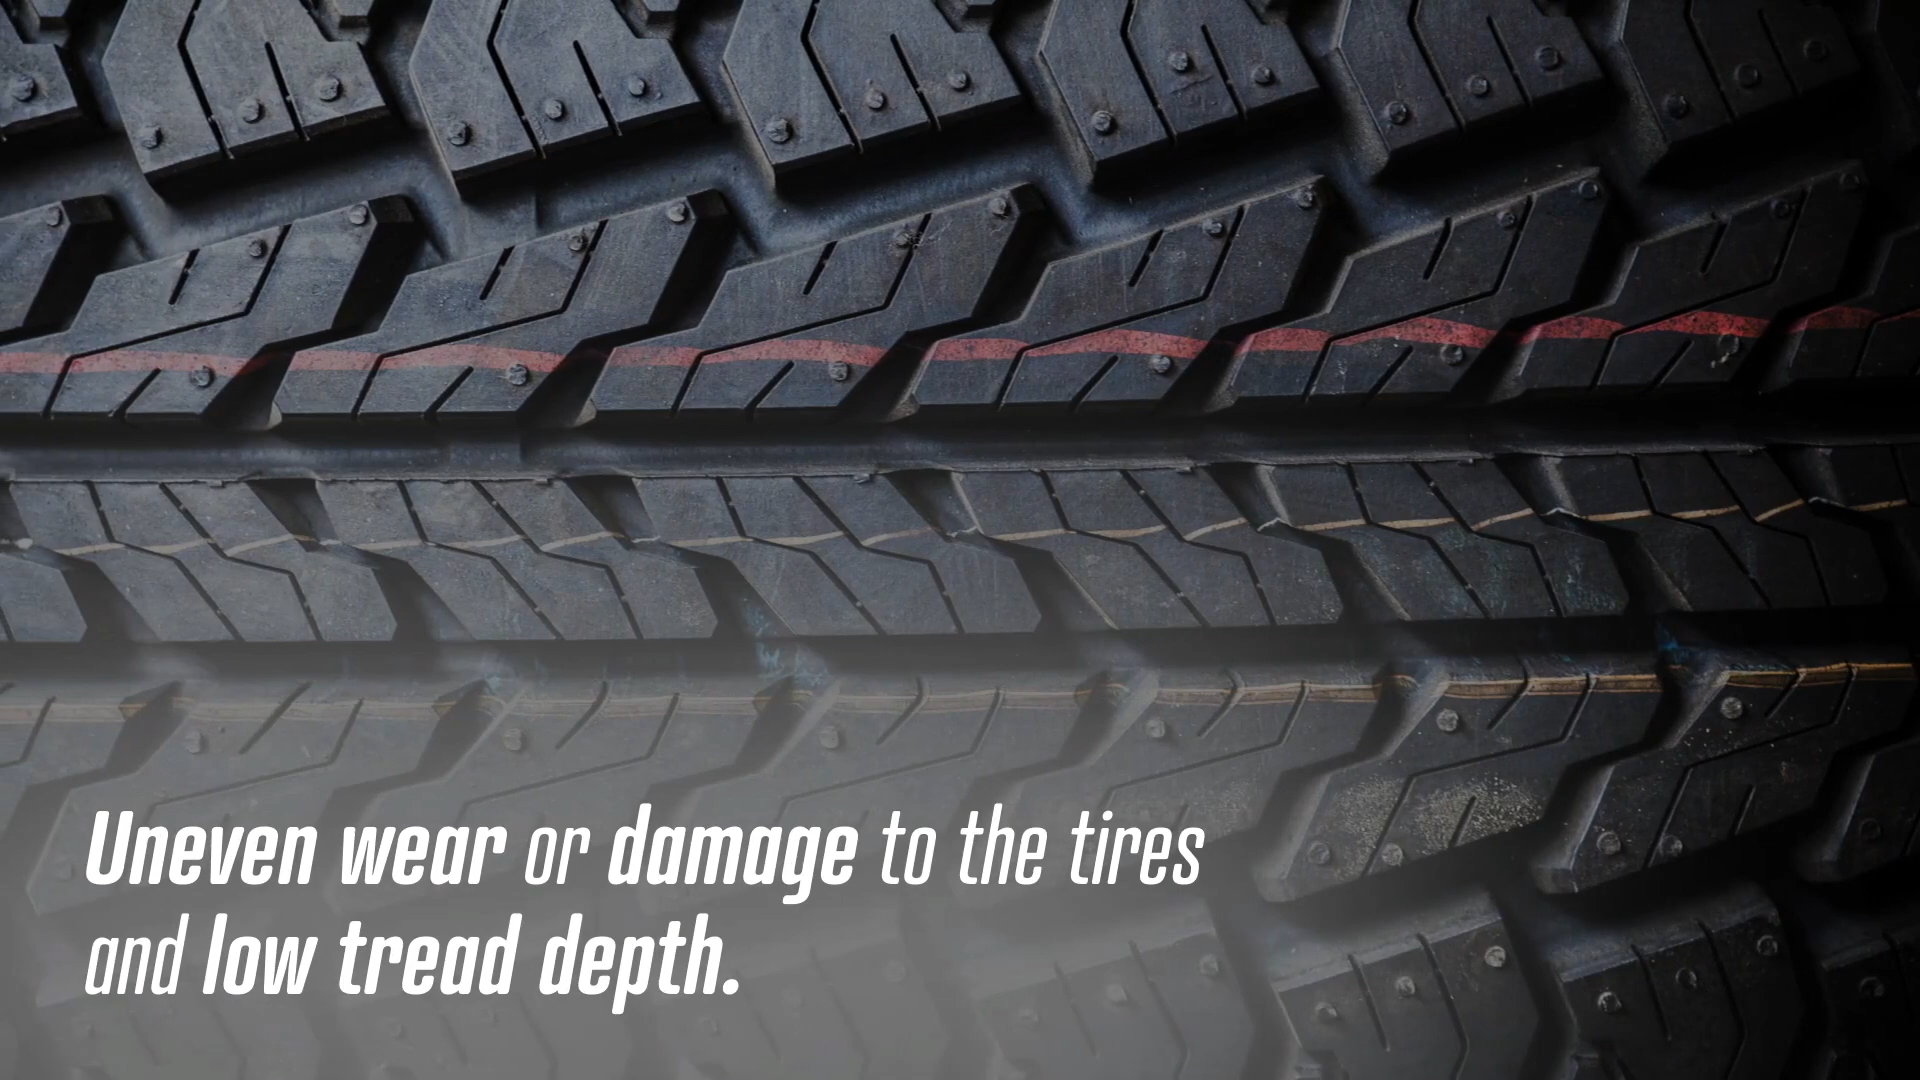 Uneven wear or damage to the tires
and low tread depth.